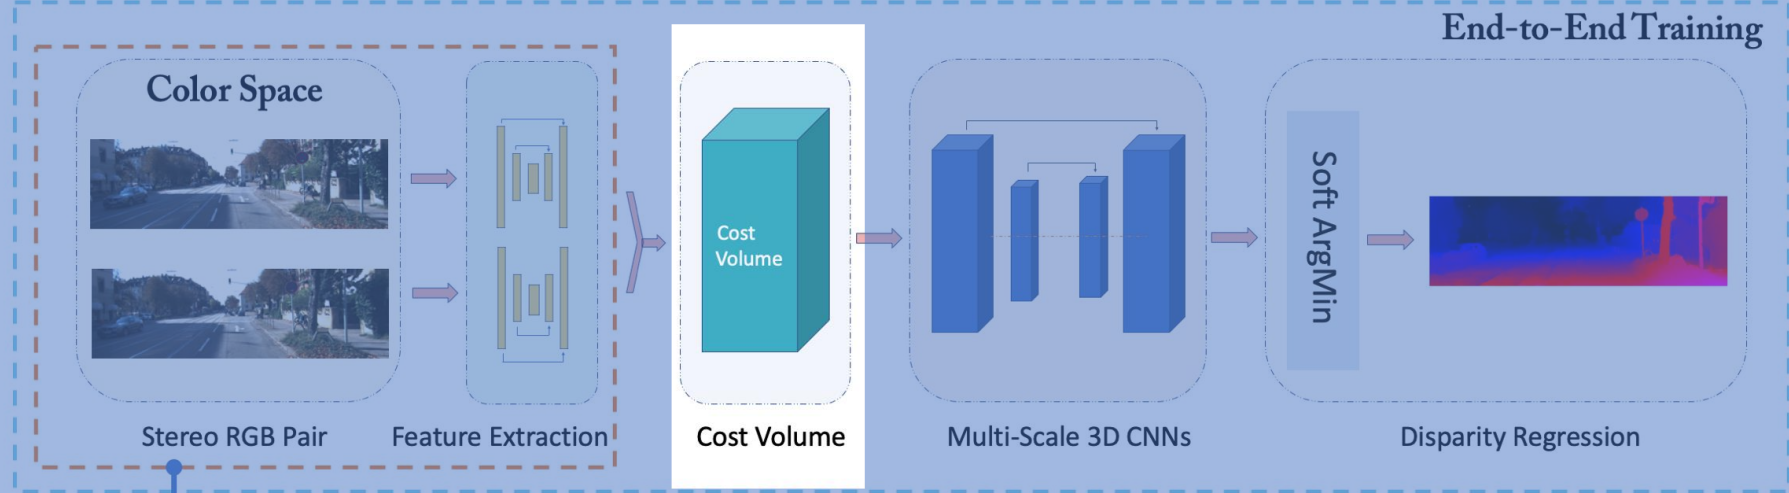 End-to-End Training
Color Space
Cost
Volume
Soft ArgMin
Stereo RGB Pair
Feature Extraction
Cost Volume
Multi-Scale 3D CNNs
Disparity Regression